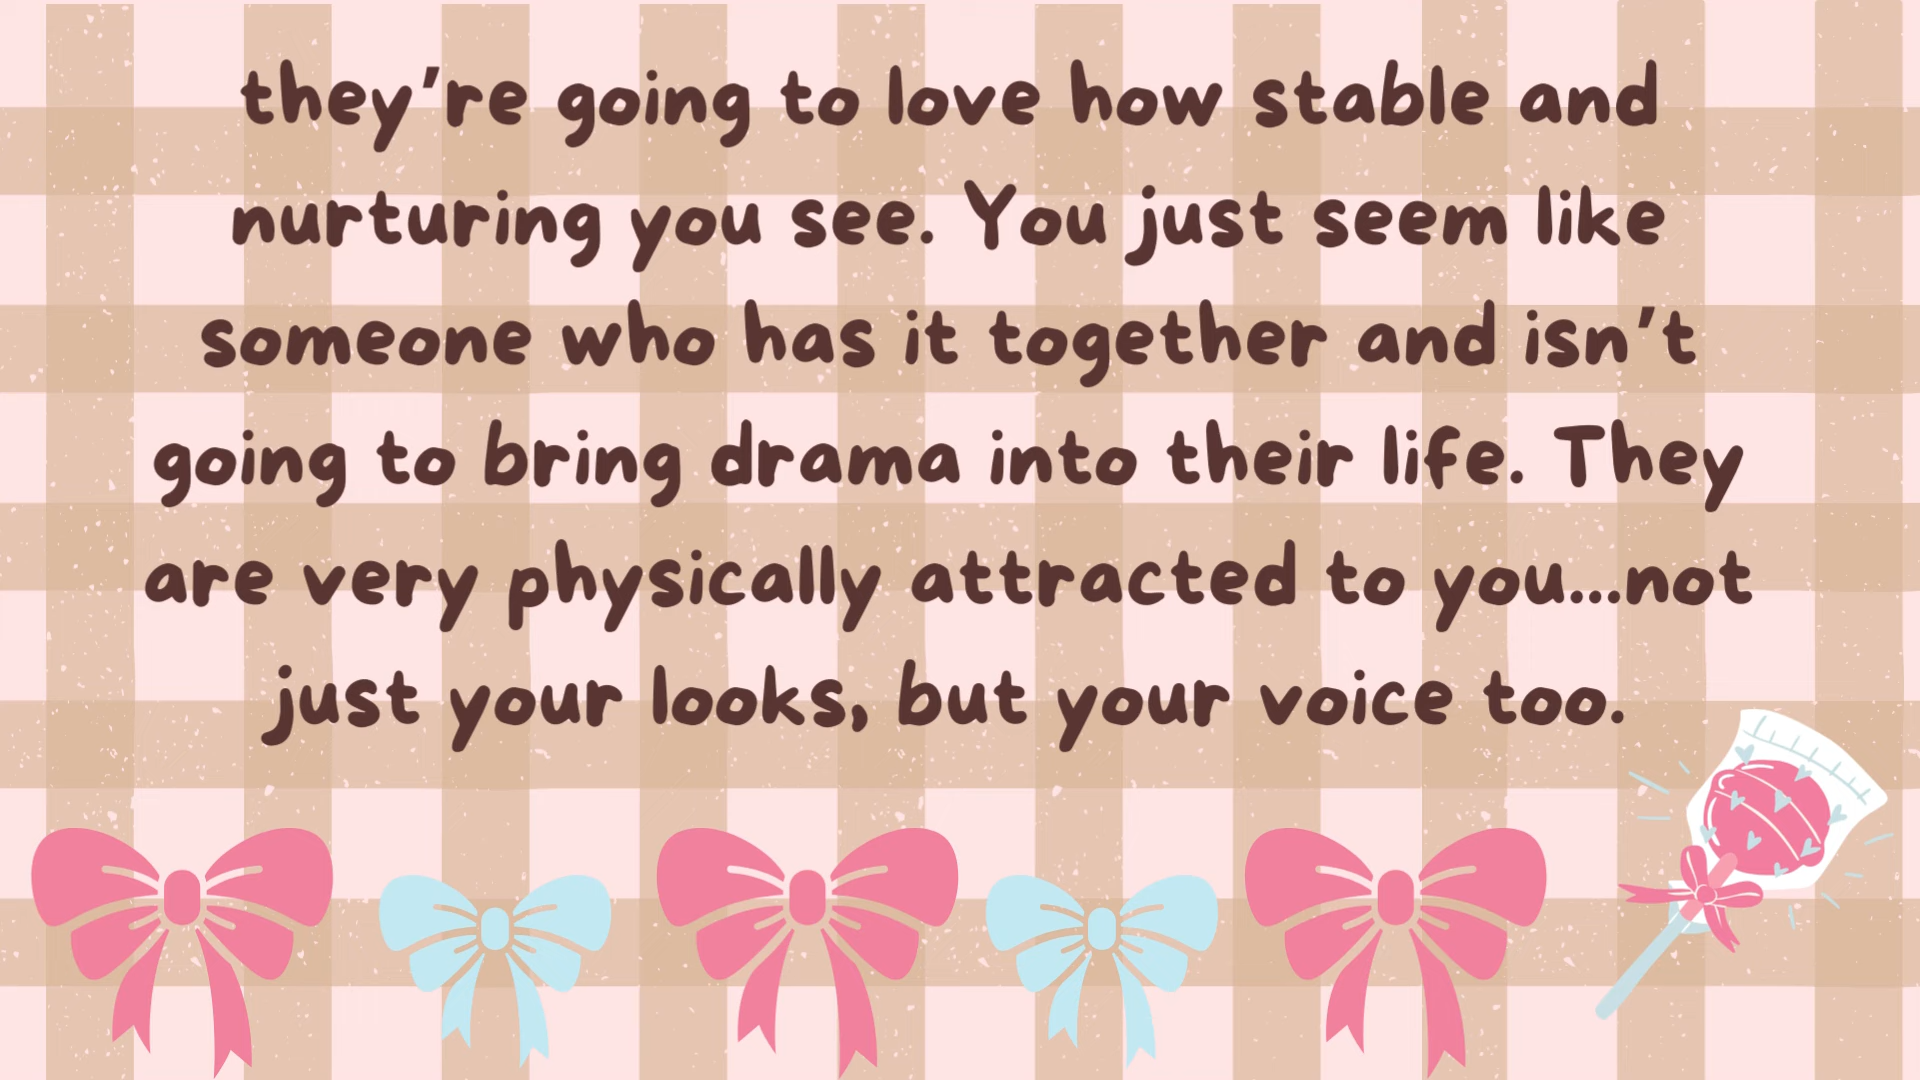 they're going to love how stable and
nurturing you see. You just seem like
someone who has it together and isn't
going to bring drama into their life. They
are very physically attracted to you...not
just your looks, but your voice too.